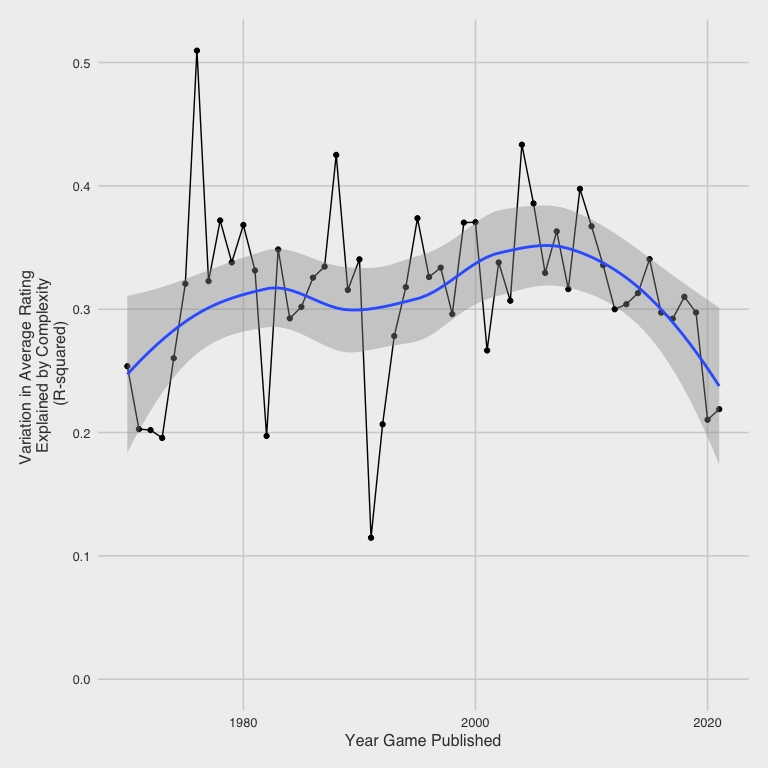 0.5
0.4
0.3
0.2
0.1
0.0
Variation in Average Rating
Explained by Complexity
(R-squared)
1980
2000
2020
Year Game Published